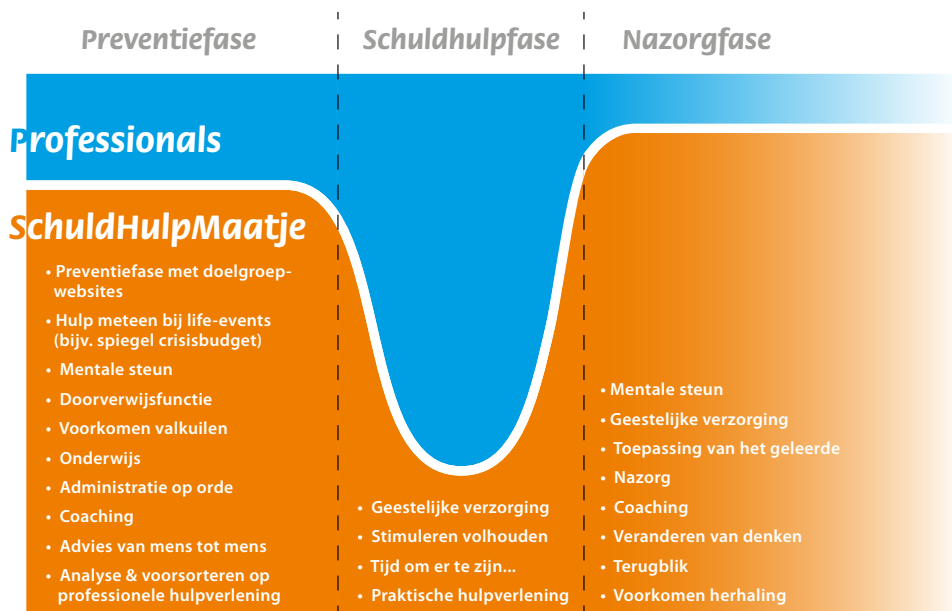 Preventiefase
Schuldhulpfase
Nazorgfase
Professionals
SchuldHulpMaatje
• Preventiefase met doelgroep-
websites
• Hulp meteen bij life-events
(bijv. spiegel crisisbudget)
• Mentale steun
• Doorverwijsfunctie
• Voorkomen valkuilen
• Onderwijs
• Administratie op orde
• Coaching
• Advies van mens tot mens
• Analyse & voorsorteren op
professionele hulpverlening
• Geestelijke verzorging
• Stimuleren volhouden
• Tijd om er te zijn...
• Praktische hulpverlening
• Mentale steun
• Geestelijke verzorging
• Toepassing van het geleerde
• Nazorg
• Coaching
• Veranderen van denken
• Terugblik
• Voorkomen herhaling